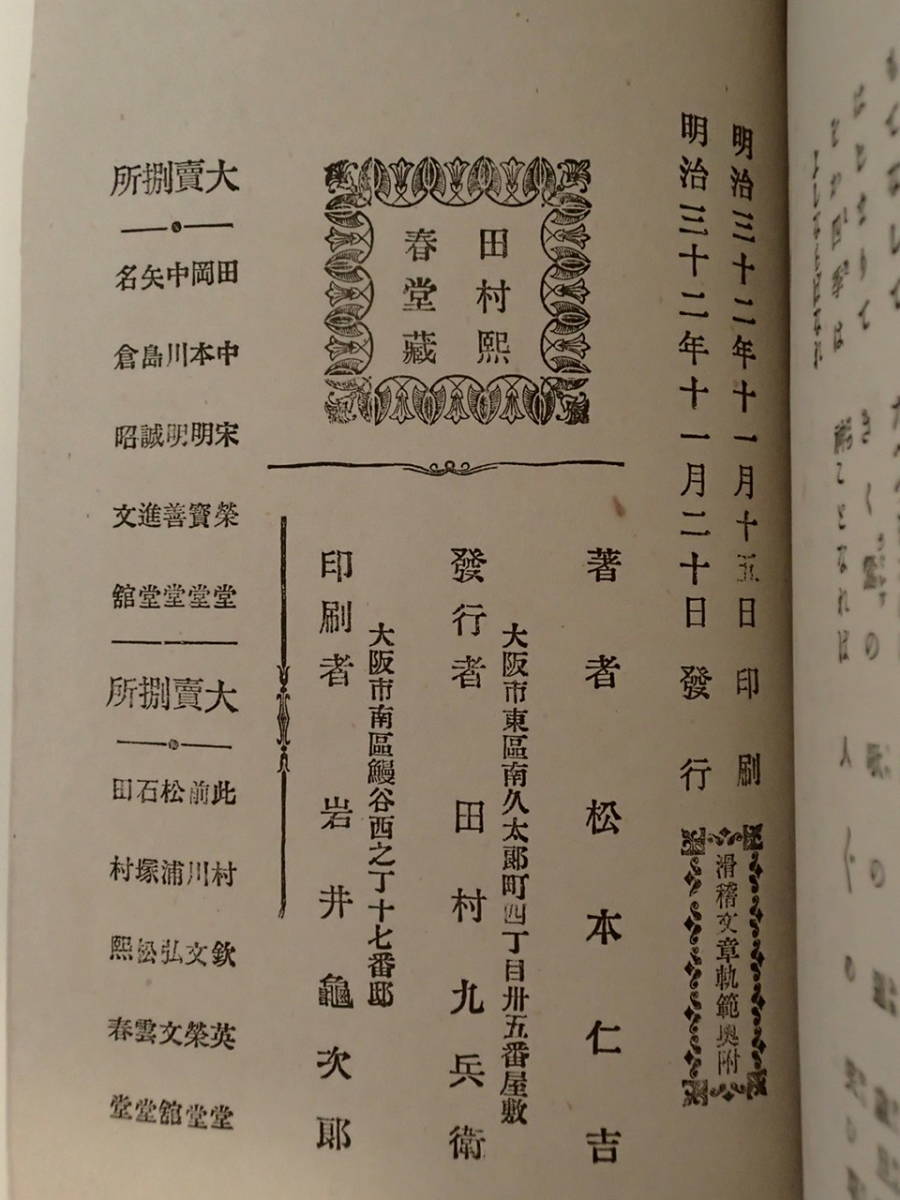 明治三十二年十一月十五日印刷
明治三十二年十一月二十日發行
滑稽文章軌範奥附
田村熙
春堂藏
著者 松本仁吉
大阪市東區南久太郎町四丁目卅五番屋敷
發行者 田村九兵衛
大阪市南區鰻谷西之丁十七番邸
印刷者 岩井龜次郎
大賣捌所
田中宋榮堂
岡本明寶堂
中川明善堂
矢島誠進堂
名倉昭文舘
大賣捌所
此村欽英堂
前川文榮堂
松浦弘文舘
石塚松雲堂
田村熙春堂